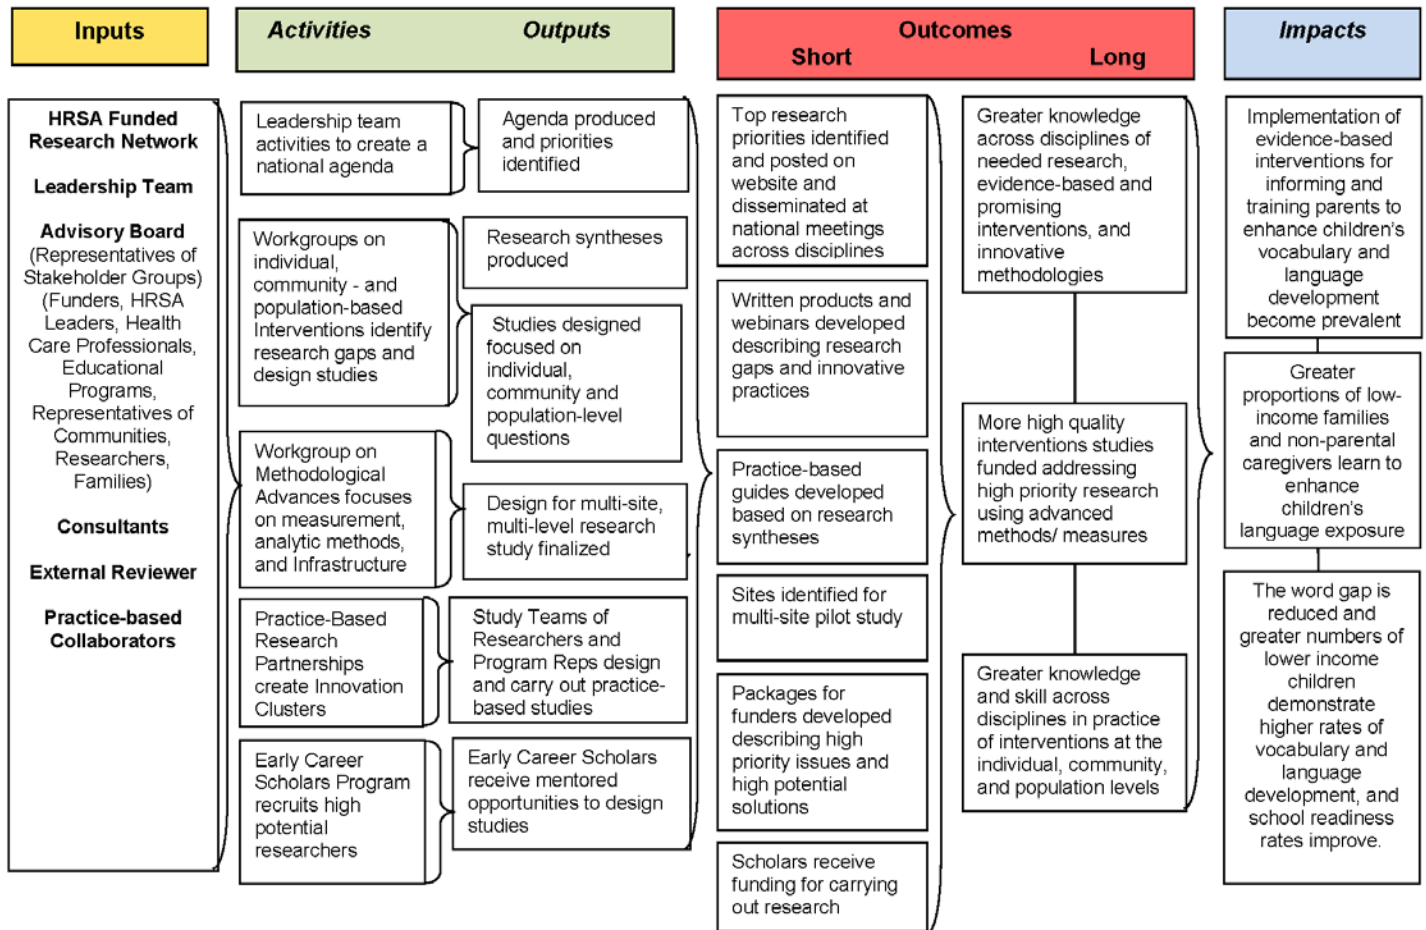 Inputs
Activities
Outputs
Outcomes
Short
Long
Impacts
HRSA Funded
Research Network
Leadership Team
Advisory Board
(Representatives of
Stakeholder Groups)
(Funders, HRSA
Leaders, Health
Care Professionals,
Educational
Programs,
Representatives of
Communities,
Researchers,
Families)
Consultants
External Reviewer
Practice-based
Collaborators
Leadership team
activities to create a
national agenda
Workgroups on
individual,
community - and
population-based
Interventions identify
research gaps and
design studies
Workgroup on
Methodological
Advances focuses
on measurement,
analytic methods,
and Infrastructure
Practice-Based
Research
Partnerships
create Innovation
Clusters
Early Career
Scholars Program
recruits high
potential
researchers
Agenda produced
and priorities
identified
Research syntheses
produced
Studies designed
focused on
individual,
community and
population-level
questions
Design for multi-site,
multi-level research
study finalized
Study Teams of
Researchers and
Program Reps design
and carry out practice-
based studies
Early Career Scholars
receive mentored
opportunities to design
studies
Top research
priorities identified
and posted on
website and
disseminated at
national meetings
across disciplines
Written products and
webinars developed
describing research
gaps and innovative
practices
Practice-based
guides developed
based on research
syntheses
Sites identified for
multi-site pilot study
Packages for
funders developed
describing high
priority issues and
high potential
solutions
Scholars receive
funding for carrying
out research
Greater knowledge
across disciplines of
needed research,
evidence-based and
promising
interventions, and
innovative
methodologies
More high quality
interventions studies
funded addressing
high priority research
using advanced
methods/ measures
Greater knowledge
and skill across
disciplines in practice
of interventions at the
individual, community,
and population levels
Implementation of
evidence-based
interventions for
informing and
training parents to
enhance children's
vocabulary and
language
development
become prevalent
Greater
proportions of low-
income families
and non-parental
caregivers learn to
enhance
children's
language exposure
The word gap is
reduced and
greater numbers of
lower income
children
demonstrate
higher rates of
vocabulary and
language
development, and
school readiness
rates improve.